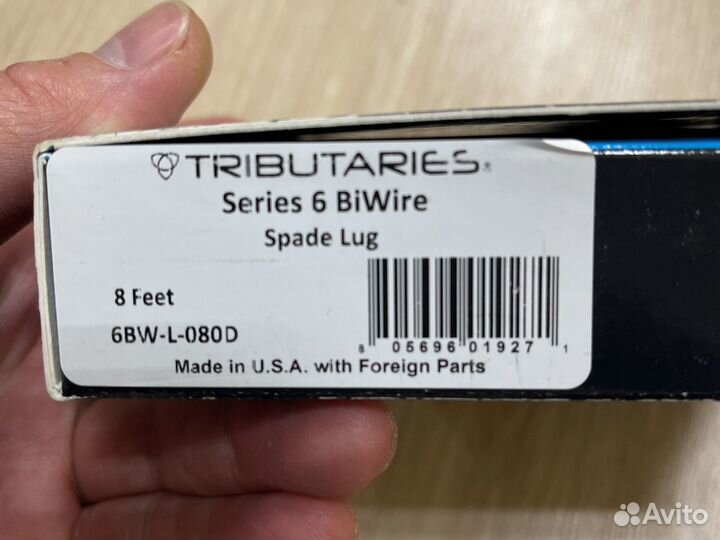 TRIBUTARIES®
Series 6 BiWire
Spade Lug
8 Feet
6BW-L-080D
8 05696 01927 1
Made in U.S.A. with Foreign Parts
Avito